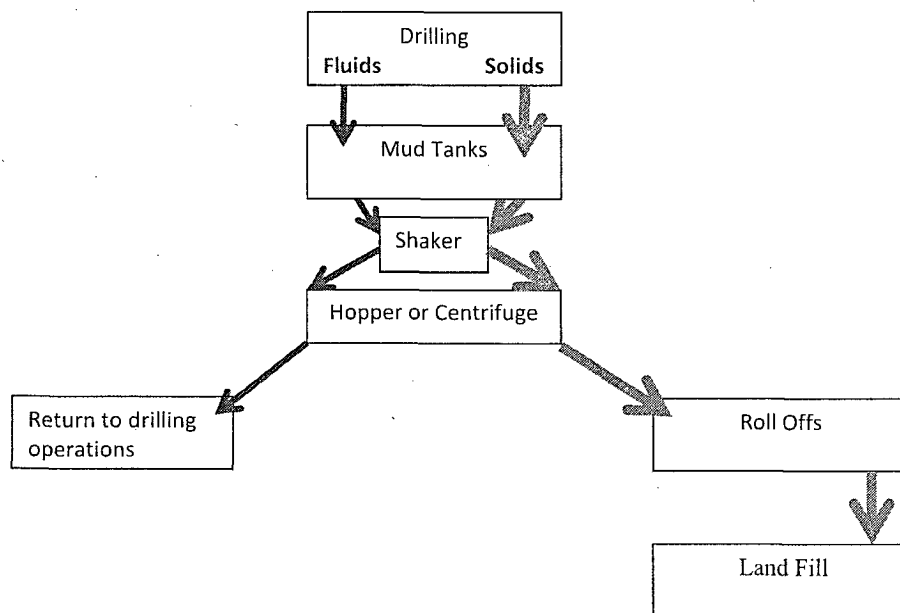 Drilling
Fluids Solids
Mud Tanks
Shaker
Hopper or Centrifuge
Return to drilling
operations
Roll Offs
Land Fill